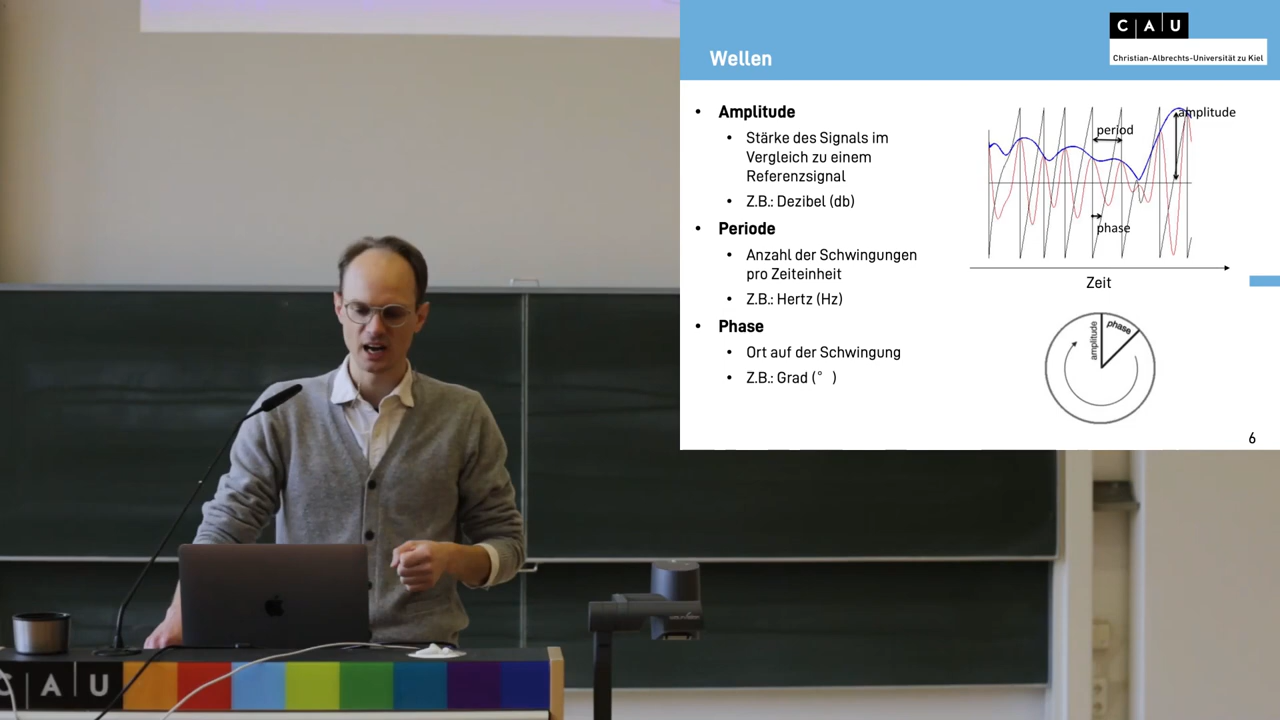 CAU
Christian-Albrechts-Universität zu Kiel
Wellen
• Amplitude
• Stärke des Signals im
Vergleich zu einem
Referenzsignal
• Z.B.: Dezibel (db)
• Periode
• Anzahl der Schwingungen
pro Zeiteinheit
• Z.B.: Hertz (Hz)
• Phase
• Ort auf der Schwingung
• Z.B.: Grad (° )
amplitude
period
phase
Zeit
amplitude
phase
6
CAU